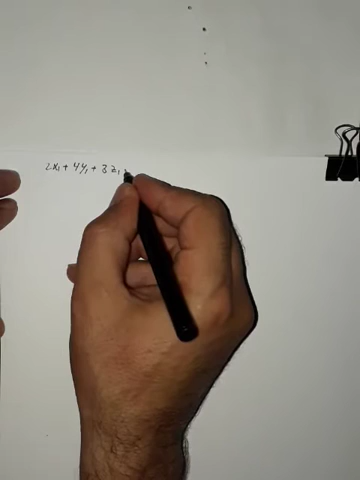 2x₁ + 4y₁ + 3z₁